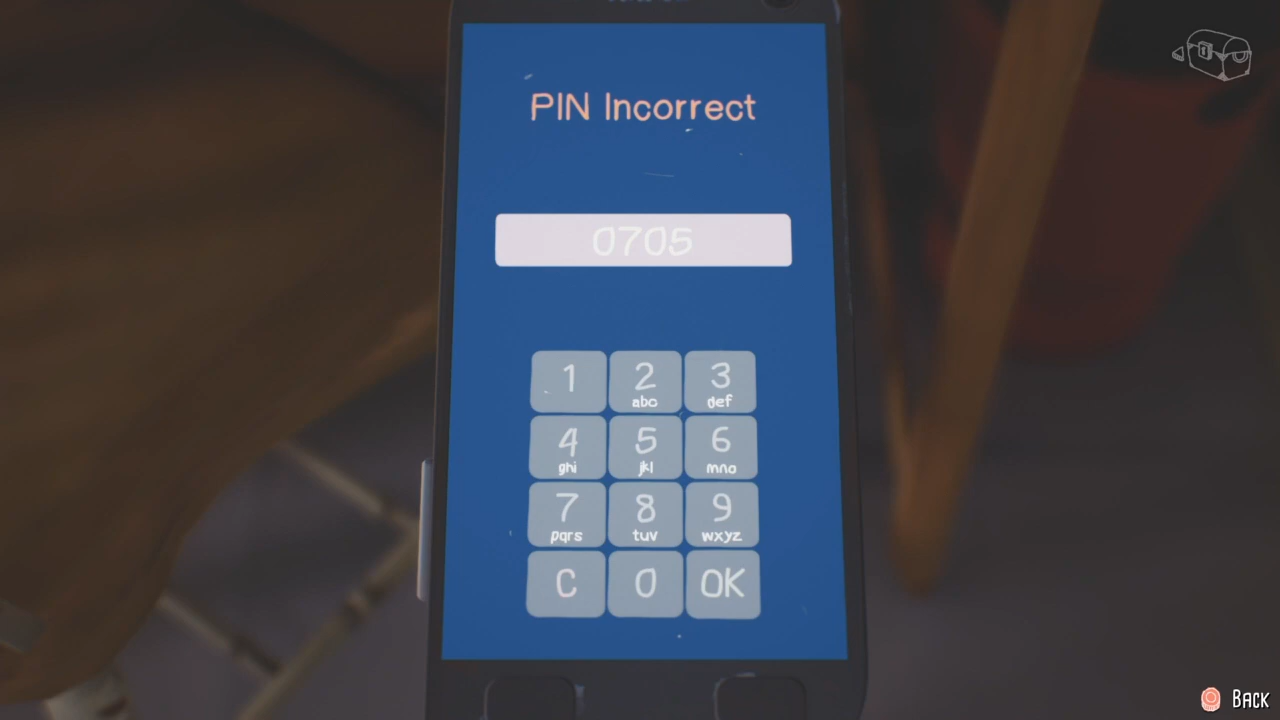 PIN Incorrect
0705
1 2 3
abc def
4 5 6
ghi jkl mno
7 8 9
pqrs tuv wxyz
C 0 OK
Back